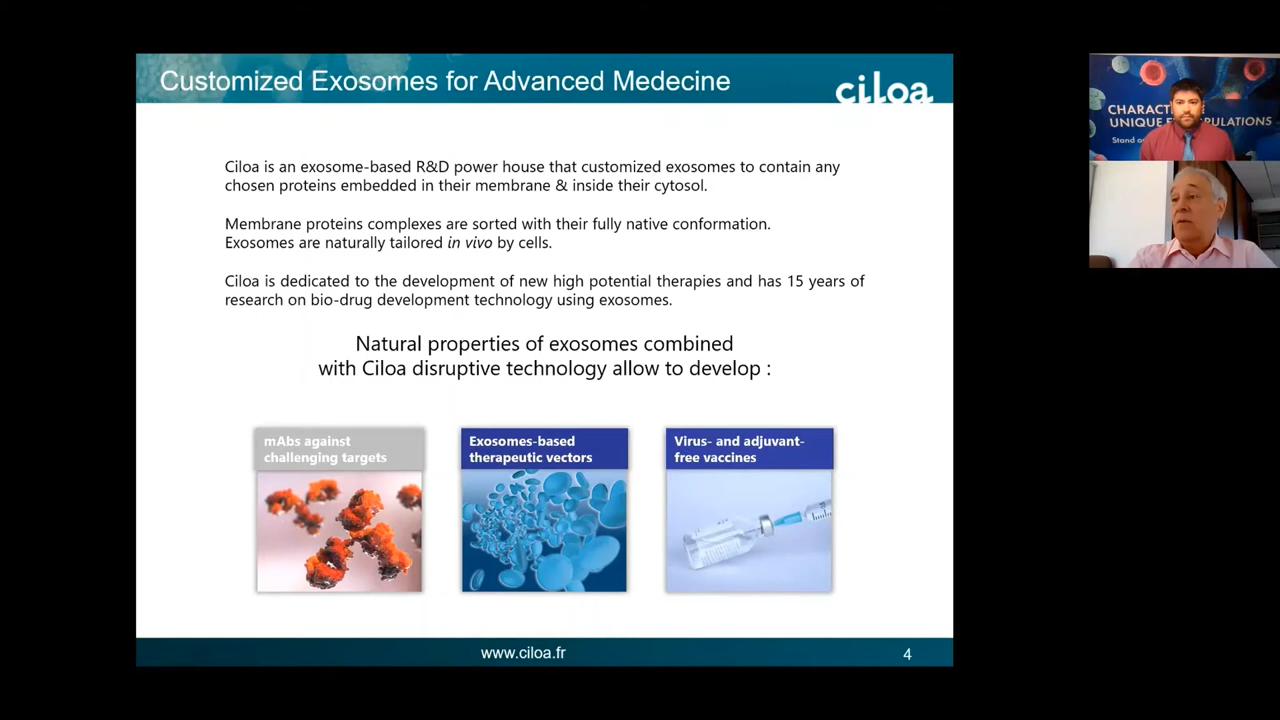 Customized Exosomes for Advanced Medecine
ciloa
Ciloa is an exosome-based R&D power house that customized exosomes to contain any
chosen proteins embedded in their membrane & inside their cytosol.
Membrane proteins complexes are sorted with their fully native conformation.
Exosomes are naturally tailored in vivo by cells.
Ciloa is dedicated to the development of new high potential therapies and has 15 years of
research on bio-drug development technology using exosomes.
Natural properties of exosomes combined
with Ciloa disruptive technology allow to develop :
mAbs against
challenging targets
Exosomes-based
therapeutic vectors
Virus- and adjuvant-
free vaccines
www.ciloa.fr
4
UNIQUE